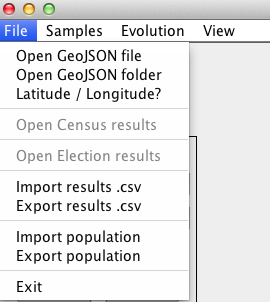 File Samples Evolution View
Open GeoJSON file
Open GeoJSON folder
Latitude / Longitude?
Open Census results
Open Election results
Import results .csv
Export results .csv
Import population
Export population
Exit